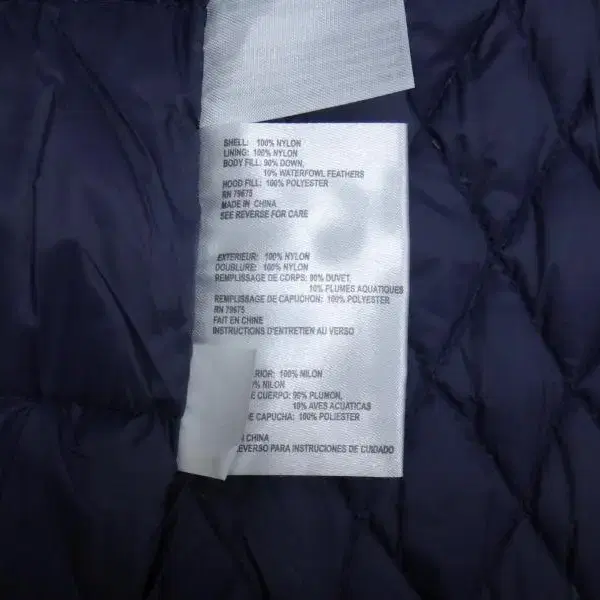 SHELL: 100% NYLON
LINING: 100% NYLON
BODY FILL: 90% DOWN,
10% WATERFOWL FEATHERS
HOOD FILL: 100% POLYESTER
RN 79675
MADE IN CHINA
SEE REVERSE FOR CARE
EXTERIEUR: 100% NYLON
DOUBLURE: 100% NYLON
REMPLISSAGE DE CORPS: 90% DUVET,
10% PLUMES AQUATIQUES
REMPLISSAGE DE CAPUCHON: 100% POLYESTER
RN 79675
FAIT EN CHINE
INSTRUCTIONS D'ENTRETIEN AU VERSO
RIOR: 100% NILON
% NILON
E CUERPO: 90% PLUMON,
10% AVES ACUATICAS
E CAPUCHA: 100% POLIESTER
CHINA
EVERSO PARA INSTRUCIONES DE CUIDADO